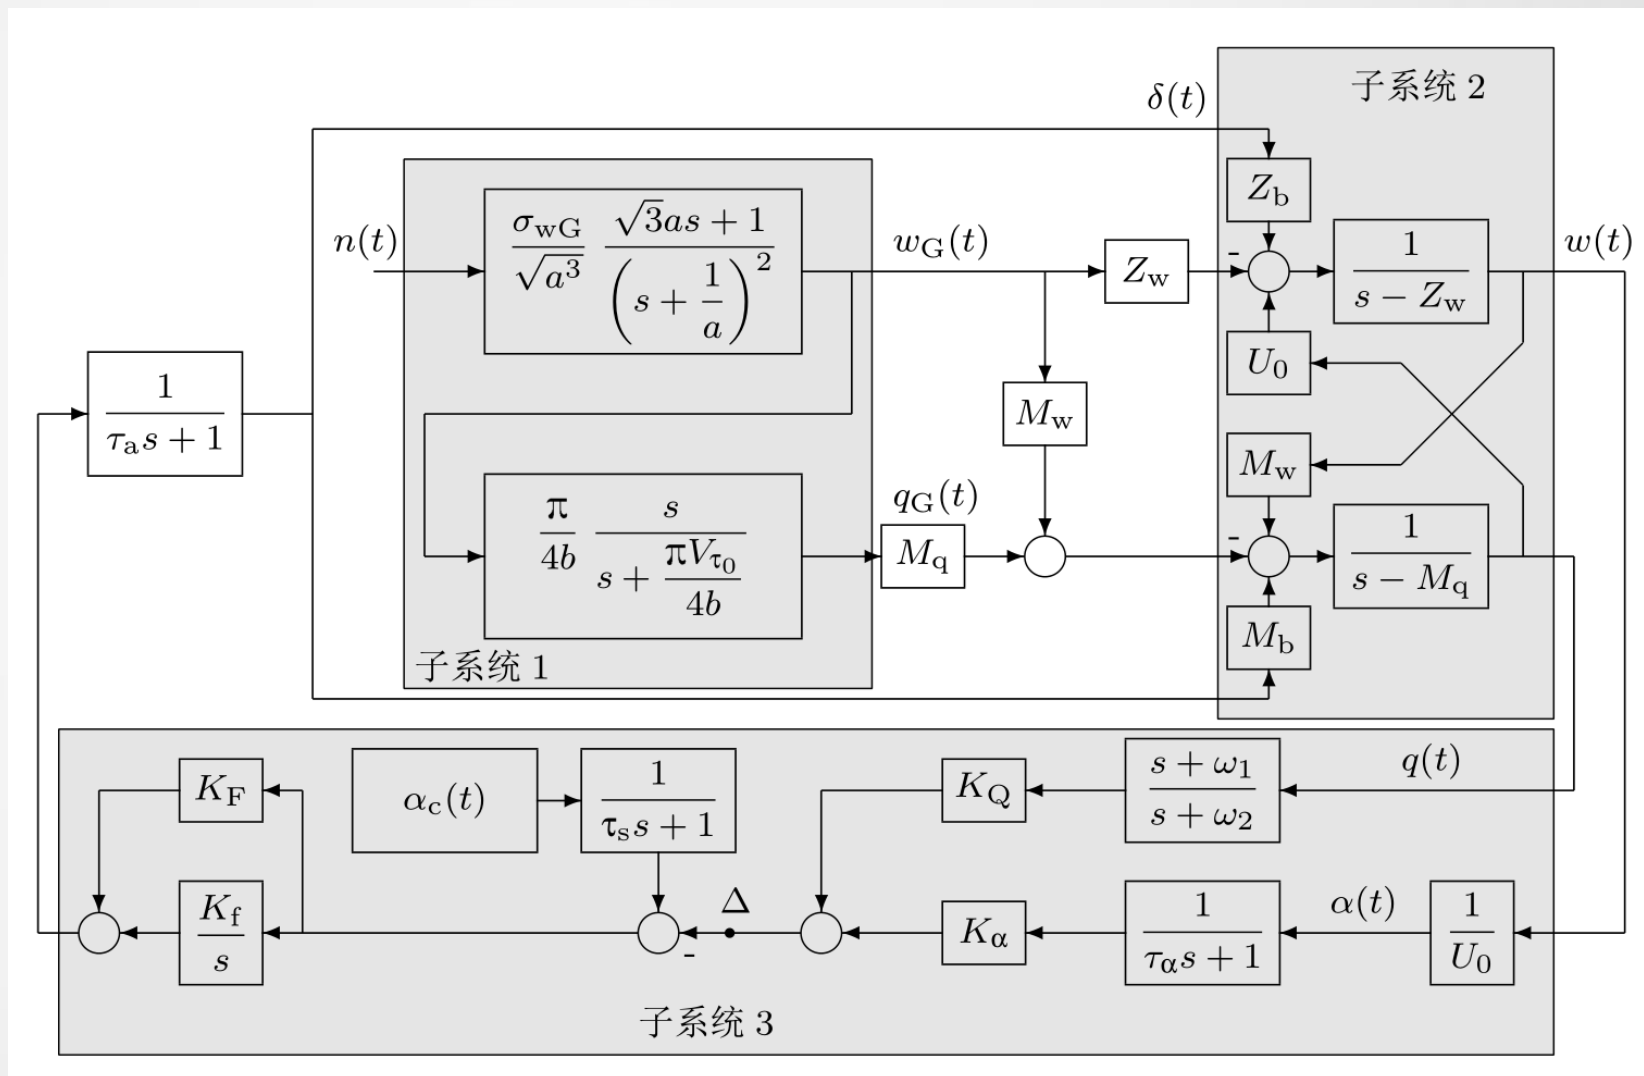 子系统 2
δ(t)
Z_b
n(t)
σ_wG/√(a³) (√3as + 1)/(s + 1/a)²
w_G(t)
Z_w
-
1/(s − Z_w)
w(t)
U_0
1/(τ_a s + 1)
M_w
M_w
π/(4b) s/(s + πV_τ0/(4b))
q_G(t)
M_q
-
1/(s − M_q)
M_b
子系统 1
K_F
α_c(t)
1/(τ_s s + 1)
K_Q
(s + ω_1)/(s + ω_2)
q(t)
K_f/s
Δ
-
K_α
1/(τ_α s + 1)
α(t)
1/U_0
子系统 3